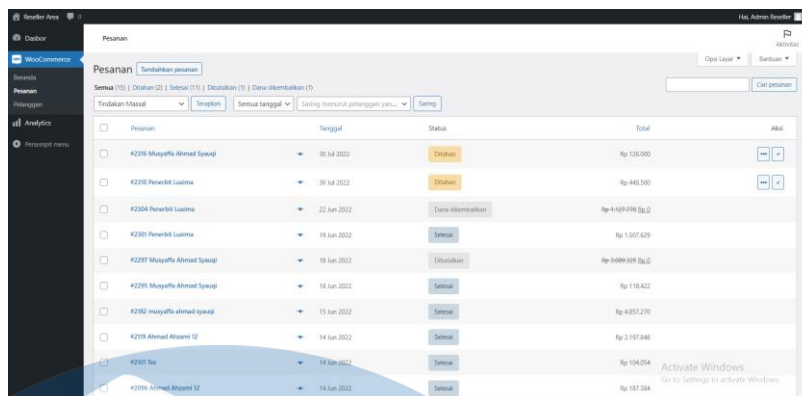 Reseller Area
Hai, Admin Reseller
Dasbor
WooCommerce
Beranda
Pesanan
Pelanggan
Analytics
Persempit menu
Pesanan
Aktivitas
Opsi Layar ▼ Bantuan ▼
Pesanan Tambahkan pesanan
Semua (15) | Ditahan (2) | Selesai (11) | Dibatalkan (1) | Dana dikembalikan (1)
Cari pesanan
Tindakan Massal Terapkan Semua tanggal Saring menurut pelanggan yan... Saring
Pesanan Tanggal Status Total Aksi
#2316 Musyaffa Ahmad Syauqi 30 Jul 2022 Ditahan Rp 126.000
#2310 Penerbit Luxima 30 Jul 2022 Ditahan Rp 448.500
#2304 Penerbit Luxima 22 Jun 2022 Dana dikembalikan Rp 1.127.770 Rp 0
#2301 Penerbit Luxima 19 Jun 2022 Selesai Rp 1.507.629
#2297 Musyaffa Ahmad Syauqi 18 Jun 2022 Dibatalkan Rp 3.089.325 Rp 0
#2295 Musyaffa Ahmad Syauqi 18 Jun 2022 Selesai Rp 118.422
#2182 musyaffa ahmad syauqi 15 Jun 2022 Selesai Rp 4.857.270
#2119 Ahmad Ahzami 12 14 Jun 2022 Selesai Rp 2.197.848
#2101 Tes 14 Jun 2022 Selesai Rp 104.054
#2096 Ahmad Ahzami 12 14 Jun 2022 Selesai Rp 187.384
Activate Windows
Go to Settings to activate Windows.